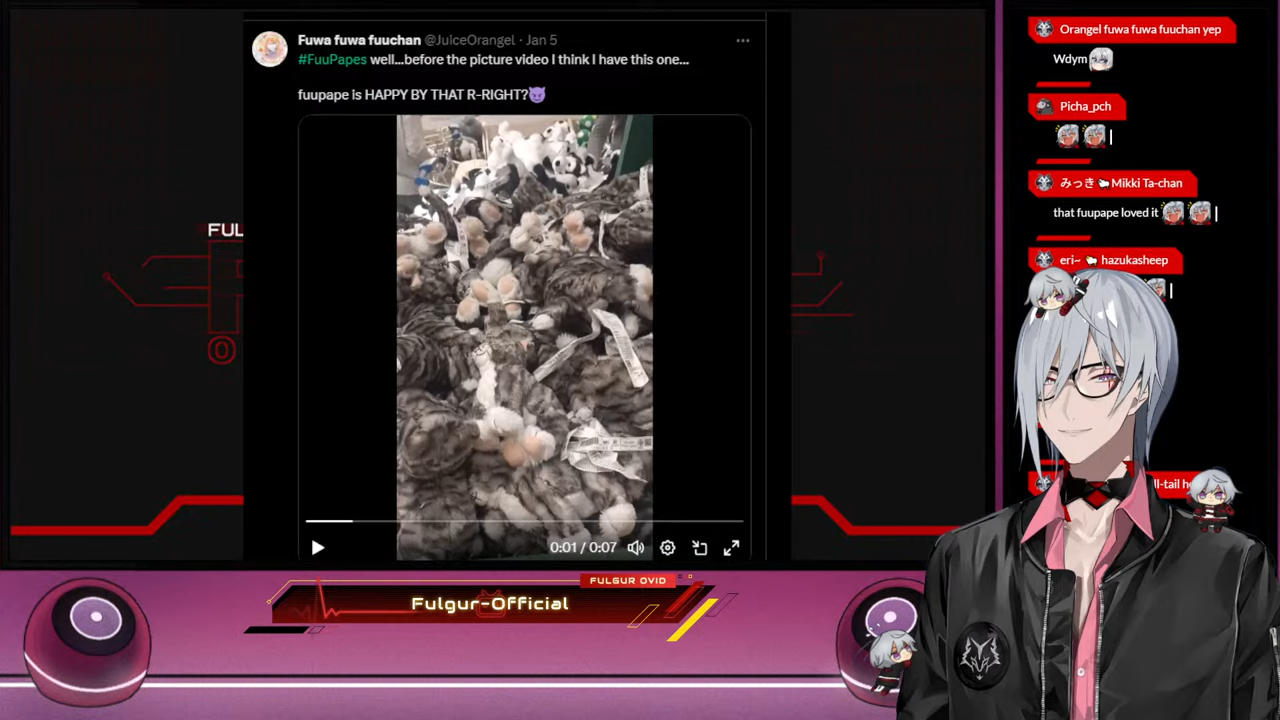 Fuwa fuwa fuuchan @JuiceOrangel · Jan 5
#FuuPapes well...before the picture video I think I have this one...
fuupape is HAPPY BY THAT R-RIGHT?😈
FUL
0:01 / 0:07
FULGUR OVID
Fulgur-Official
Orangel fuwa fuwa fuuchan yep
Wdym
Picha_pch
みっき 🐑Mikki Ta-chan
that fuupape loved it
eri~ 🐑 hazukasheep